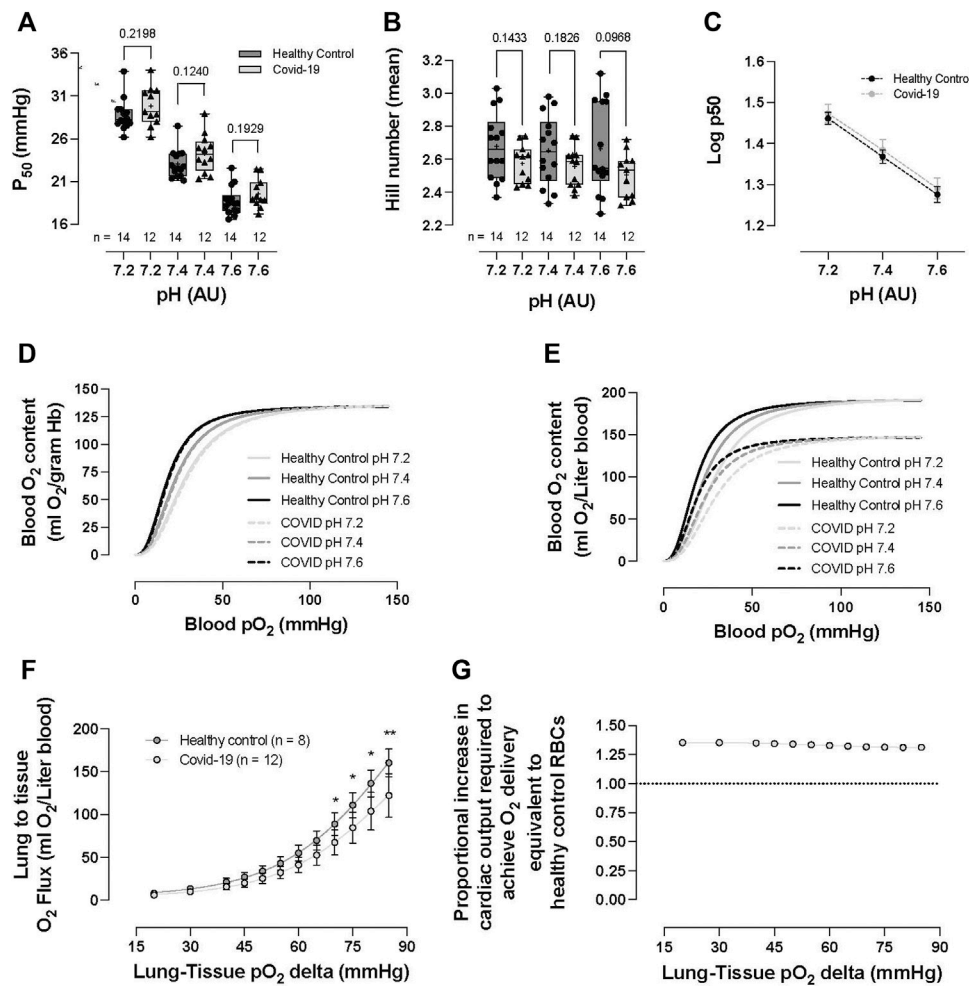 A
P50 (mmHg)
36
32
28
24
20
16
0.2198
0.1240
0.1929
Healthy Control
Covid-19
n = 14 12 14 12 14 12
7.2 7.2 7.4 7.4 7.6 7.6
pH (AU)
B
Hill number (mean)
3.2
3.0
2.8
2.6
2.4
2.2
0.1433
0.1826
0.0968
n = 14 12 14 12 14 12
7.2 7.2 7.4 7.4 7.6 7.6
pH (AU)
C
Log p50
1.6
1.5
1.4
1.3
1.2
Healthy Contro
Covid-19
7.2 7.4 7.6
pH (AU)
D
Blood O2 content
(ml O2/gram Hb)
150
125
100
75
50
25
0
Healthy Control pH 7.2
Healthy Control pH 7.4
Healthy Control pH 7.6
COVID pH 7.2
COVID pH 7.4
COVID pH 7.6
0 50 100 150
Blood pO2 (mmHg)
E
Blood O2 content
(ml O2/Liter blood)
200
150
100
50
0
Healthy Control pH 7.2
Healthy Control pH 7.4
Healthy Control pH 7.6
COVID pH 7.2
COVID pH 7.4
COVID pH 7.6
0 50 100 150
Blood pO2 (mmHg)
F
Lung to tissue
O2 Flux (ml O2/Liter blood)
200
150
100
50
0
Healthy control (n = 8)
Covid-19 (n = 12)
* * * **
15 30 45 60 75 90
Lung-Tissue pO2 delta (mmHg)
G
Proportional increase in
cardiac output required to
achieve O2 delivery
equivalent to
healthy control RBCs
1.50
1.25
1.00
0.75
0.50
0.25
0.00
15 30 45 60 75 90
Lung-Tissue pO2 delta (mmHg)